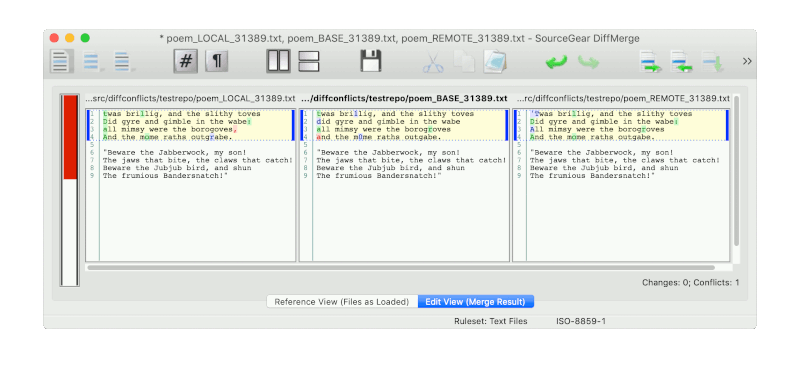 * poem_LOCAL_31389.txt, poem_BASE_31389.txt, poem_REMOTE_31389.txt - SourceGear DiffMerge
# ¶ »
...src/diffconflicts/testrepo/poem_LOCAL_31389.txt
1 twas brillig, and the slithy toves
2 Did gyre and gimble in the wabe:
3 all mimsy were the borogoves,
4 And the mome raths outgrabe.
5
6 "Beware the Jabberwock, my son!
7 The jaws that bite, the claws that catch!
8 Beware the Jubjub bird, and shun
9 The frumious Bandersnatch!"
.../diffconflicts/testrepo/poem_BASE_31389.txt
1 twas brillig, and the slithy toves
2 did gyre and gimble in the wabe
3 all mimsy were the borogroves
4 and the m0me raths outgabe.
5
6 "Beware the Jabberwock, my son!
7 The jaws that bite, the claws that catch!
8 Beware the Jubjub bird, and shun
9 The frumious Bandersnatch!"
...rc/diffconflicts/testrepo/poem_REMOTE_31389.txt
1 'Twas brillig, and the slithy toves
2 Did gyre and gimble in the wabe:
3 All mimsy were the borogroves
4 And the mome raths outgabe.
5
6 "Beware the Jabberwock, my son!
7 The jaws that bite, the claws that catch!
8 Beware the Jubjub bird, and shun
9 The frumious Bandersnatch!"
Changes: 0; Conflicts: 1
Reference View (Files as Loaded) Edit View (Merge Result)
Ruleset: Text Files ISO-8859-1